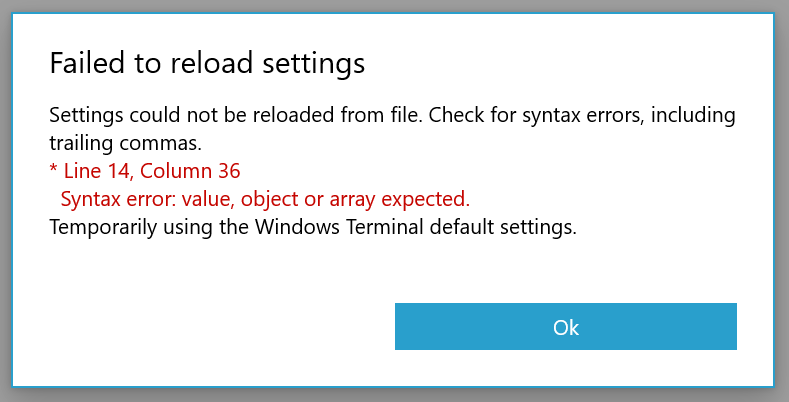 Failed to reload settings
Settings could not be reloaded from file. Check for syntax errors, including
trailing commas.
* Line 14, Column 36
Syntax error: value, object or array expected.
Temporarily using the Windows Terminal default settings.
Ok